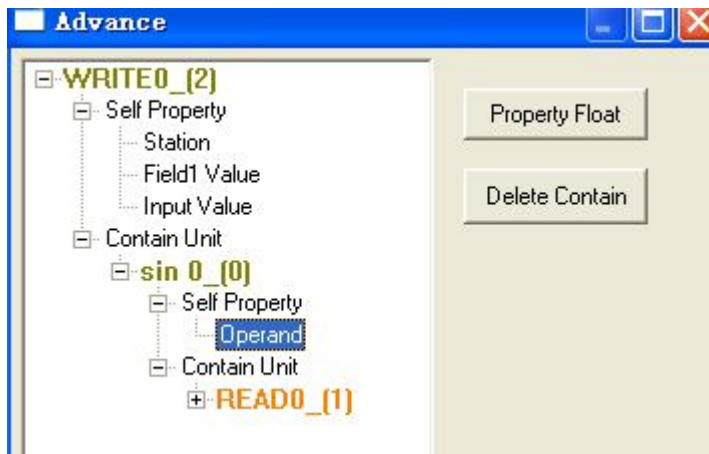 Advance
WRITE0_(2)
Self Property
Property Float
Station
Field1 Value
Delete Contain
Input Value
Contain Unit
sin 0_(0)
Self Property
Operand
Contain Unit
READ0_(1)